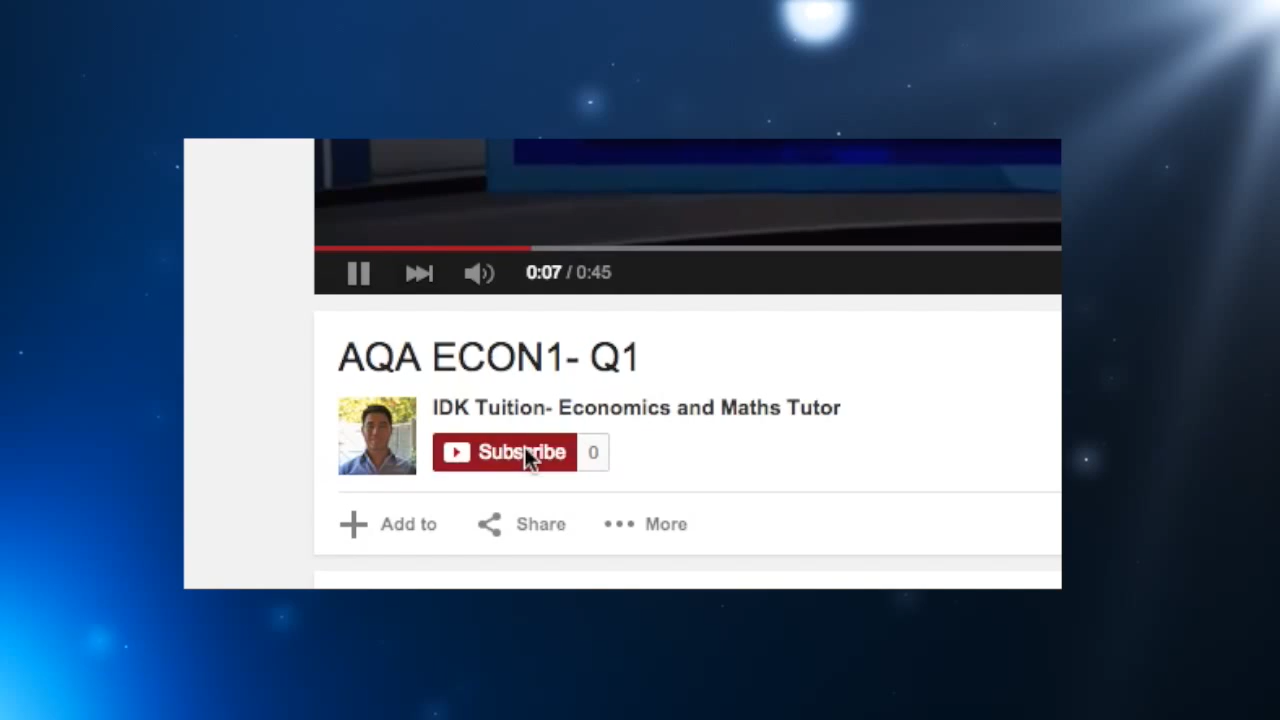 0:07 / 0:45
AQA ECON1- Q1
IDK Tuition- Economics and Maths Tutor
Subscribe 0
Add to Share More